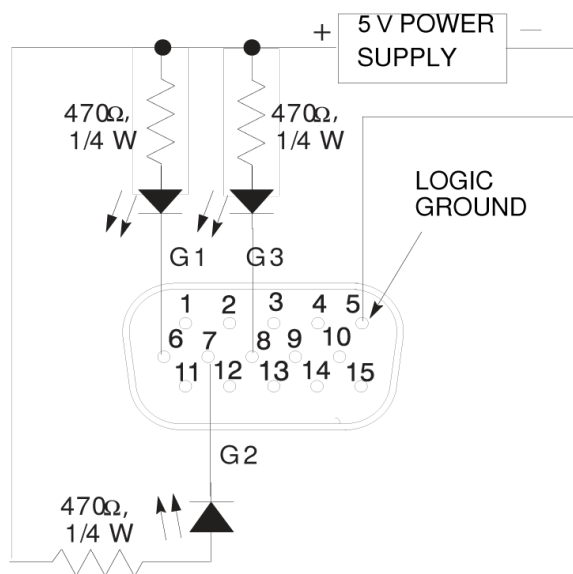 +
5 V POWER
SUPPLY
−
470Ω,
1/4 W
470Ω,
1/4 W
LOGIC
GROUND
G1
G3
1 2 3 4 5
6 7 8 9 10
11 12 13 14 15
G2
470Ω,
1/4 W